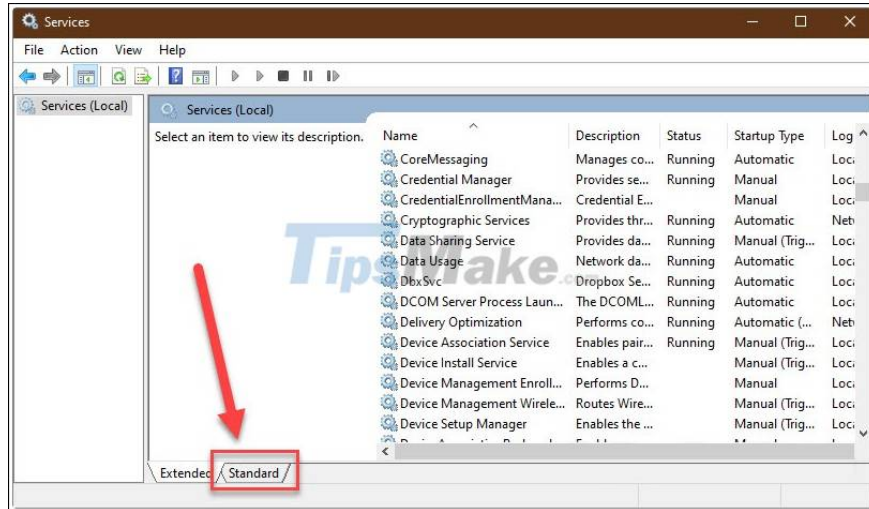 Services
File Action View Help
Services (Local)
Services (Local)
Select an item to view its description.
Name Description Status Startup Type Log
CoreMessaging Manages co... Running Automatic Loca
Credential Manager Provides se... Running Manual Loca
CredentialEnrollmentMana... Credential E... Manual Loca
Cryptographic Services Provides thr... Running Automatic Netw
Data Sharing Service Provides da... Running Manual (Trig... Loca
Data Usage Network da... Running Automatic Loca
DbxSvc Dropbox Se... Running Automatic Loca
DCOM Server Process Laun... The DCOML... Running Automatic Loca
Delivery Optimization Performs co... Running Automatic (... Netw
Device Association Service Enables pair... Running Manual (Trig... Loca
Device Install Service Enables a c... Manual (Trig... Loca
Device Management Enroll... Performs D... Manual Loca
Device Management Wirele... Routes Wire... Manual (Trig... Loca
Device Setup Manager Enables the ... Manual (Trig... Loca
TipsMake.com
Extended Standard